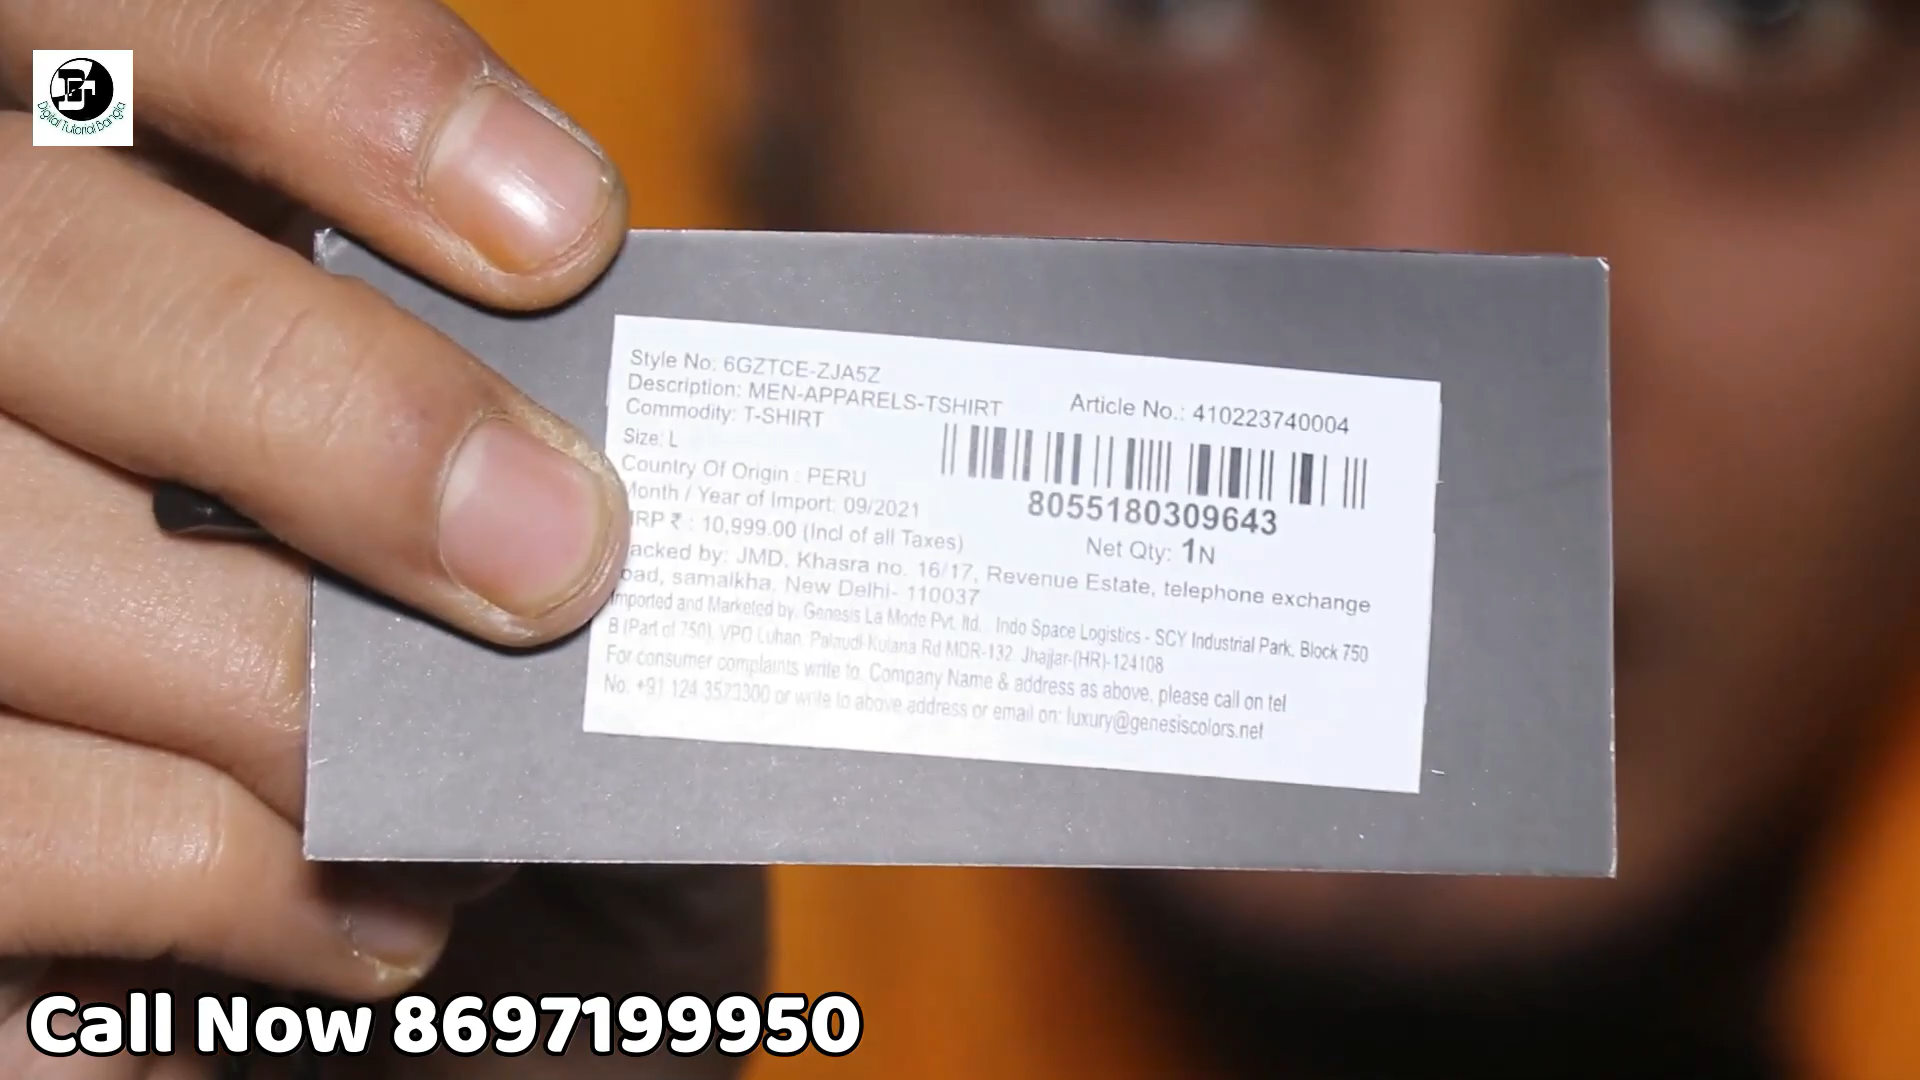 Digital Tutorial Bangla
Style No: 6GZTCE-ZJA5Z
Description: MEN-APPARELS-TSHIRT
Commodity: T-SHIRT
Article No.: 410223740004
Size: L
Country Of Origin : PERU
Month / Year of Import: 09/2021
8055180309643
RP ₹ : 10,999.00 (Incl of all Taxes)
Net Qty: 1N
acked by: JMD, Khasra no. 16/17, Revenue Estate, telephone exchange
oad, samalkha, New Delhi- 110037
Imported and Marketed by. Genesis La Mode Pvt. ltd., Indo Space Logistics - SCY Industrial Park, Block 750
B (Part of 750), VPO Luhari, Pataudi Kulana Rd MDR-132, Jhajjar-(HR)-124108
For consumer complaints write to, Company Name & address as above, please call on tel
No. +91 124 3523300 or write to above address or email on: luxury@genesiscolors.net
Call Now 8697199950